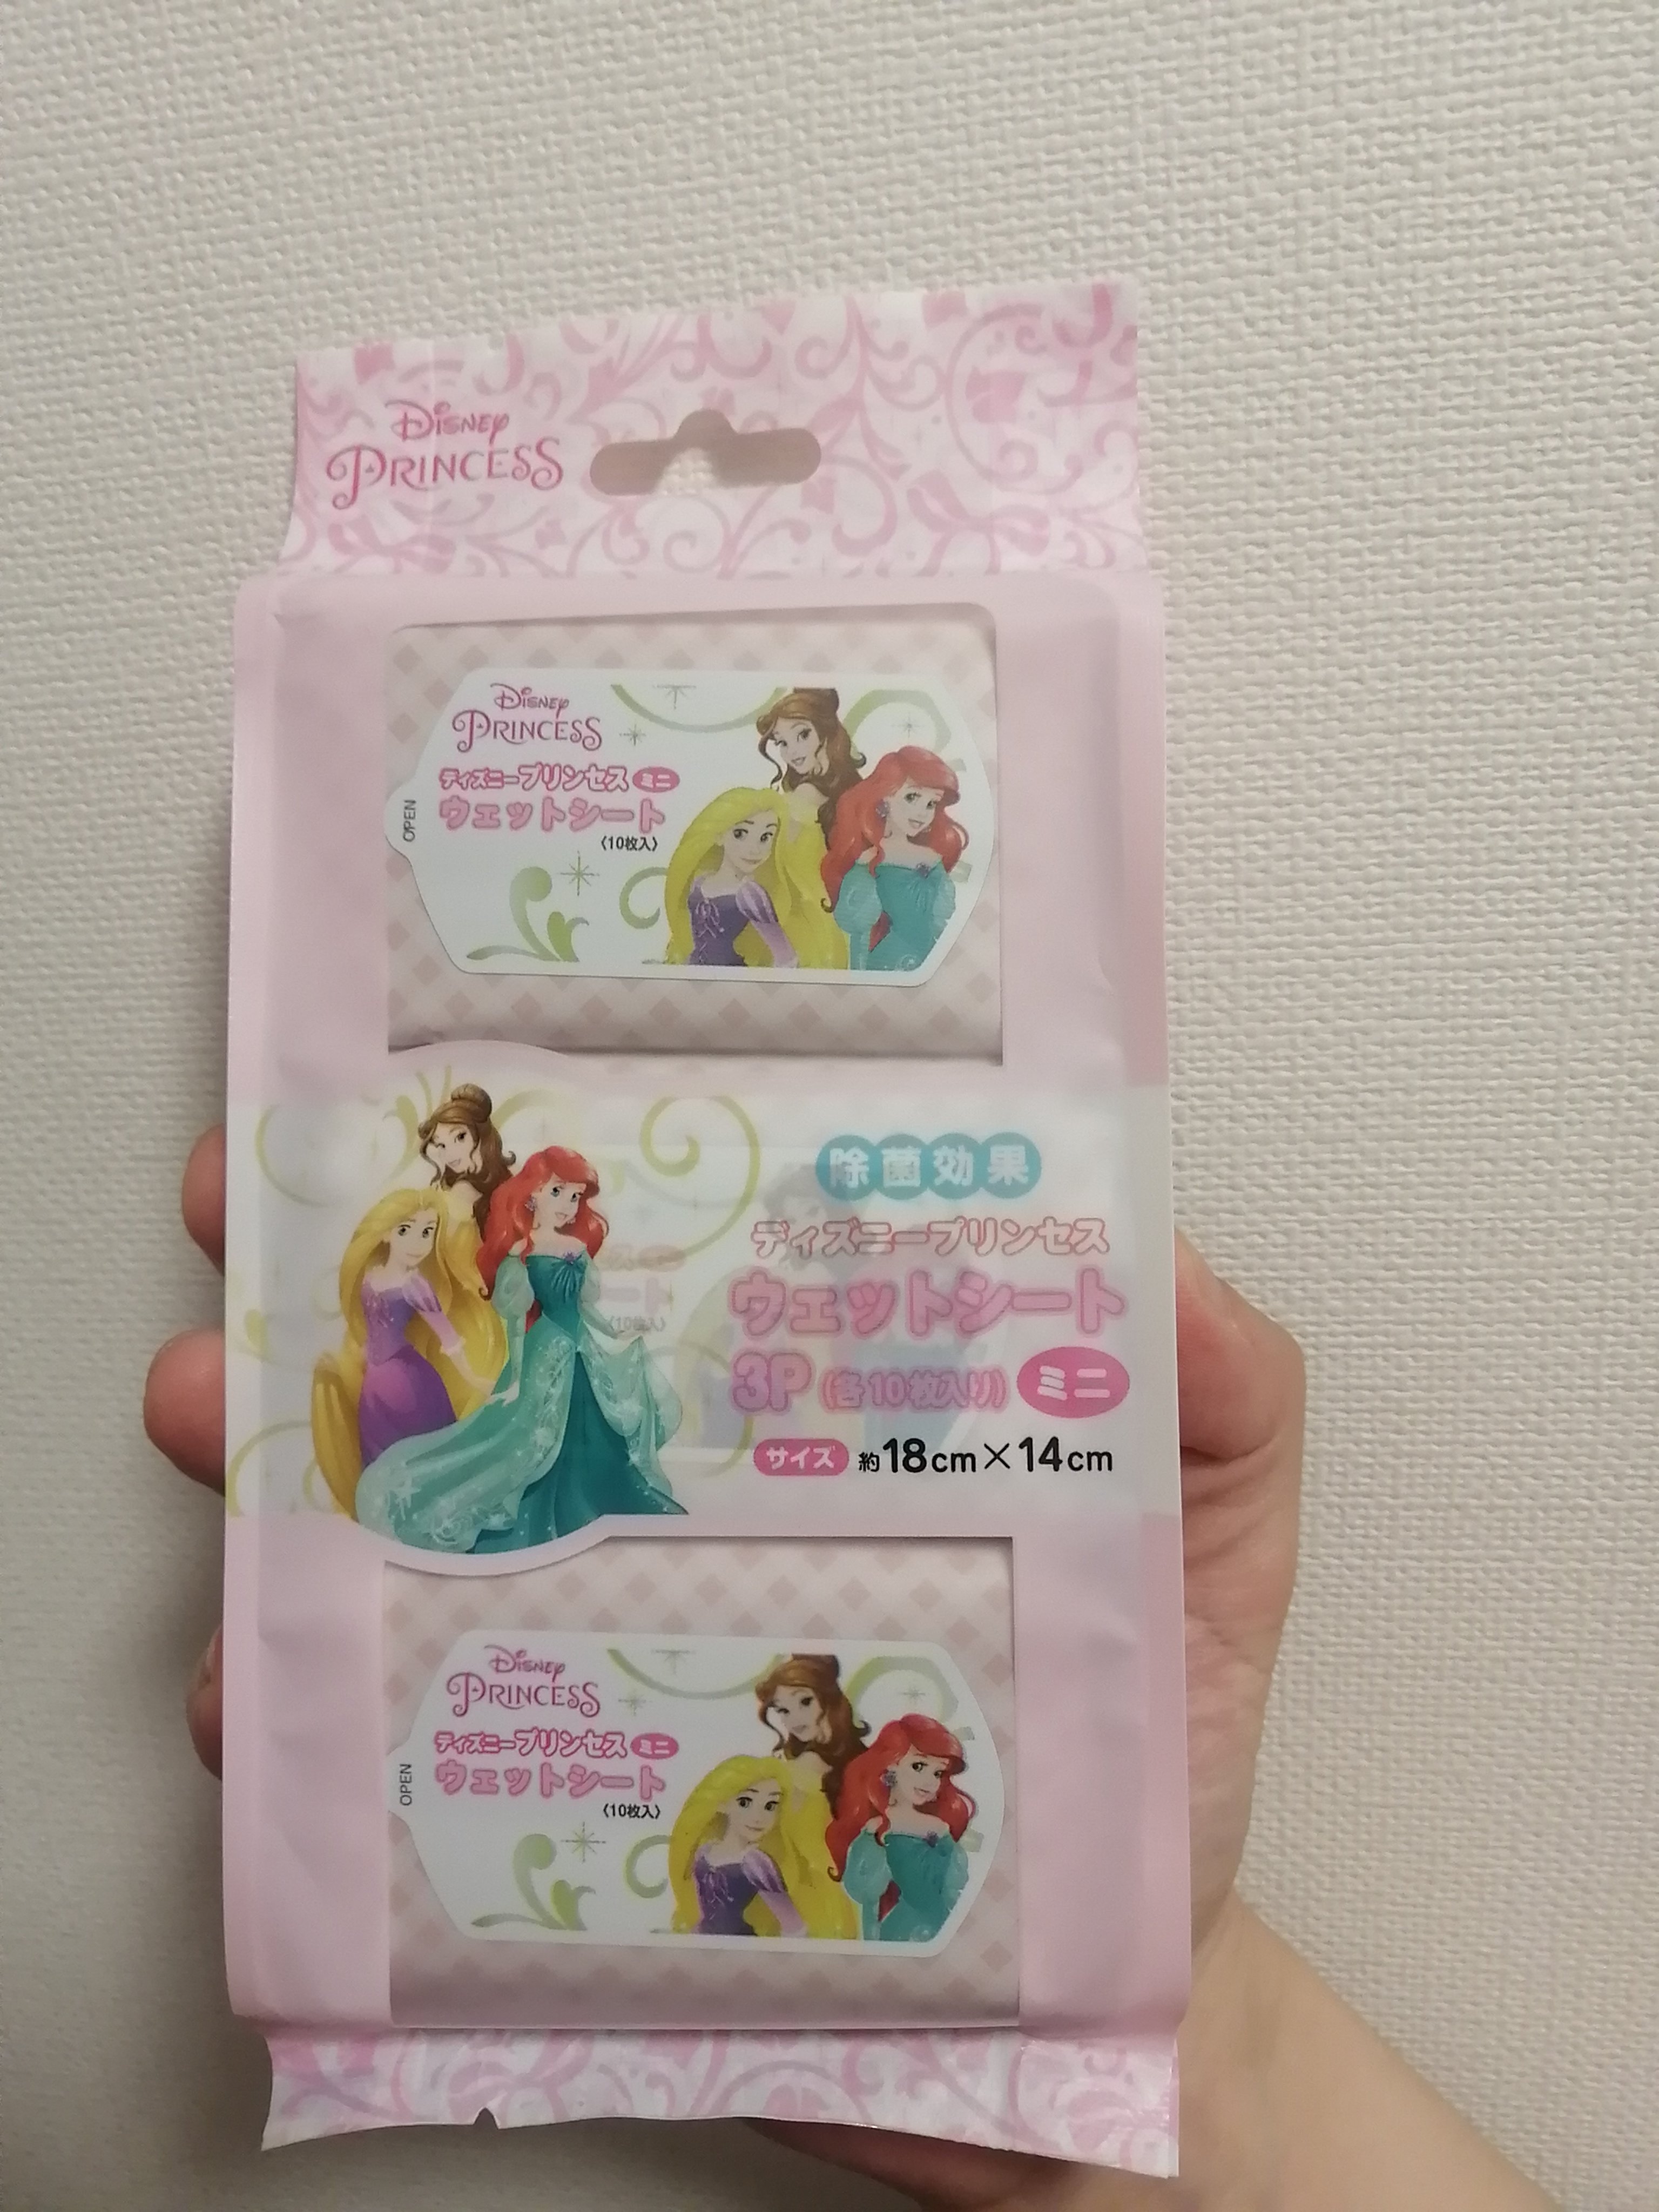 Disney
PRINCESS
Disney
PRINCESS
ディズニープリンセス ミニ
ウェットシート
〈10枚入〉
OPEN
除菌効果
ディズニープリンセス
ウェットシート
3P (各10枚入り) ミニ
サイズ 約18cm×14cm
Disney
PRINCESS
ディズニープリンセス ミニ
ウェットシート
〈10枚入〉
OPEN